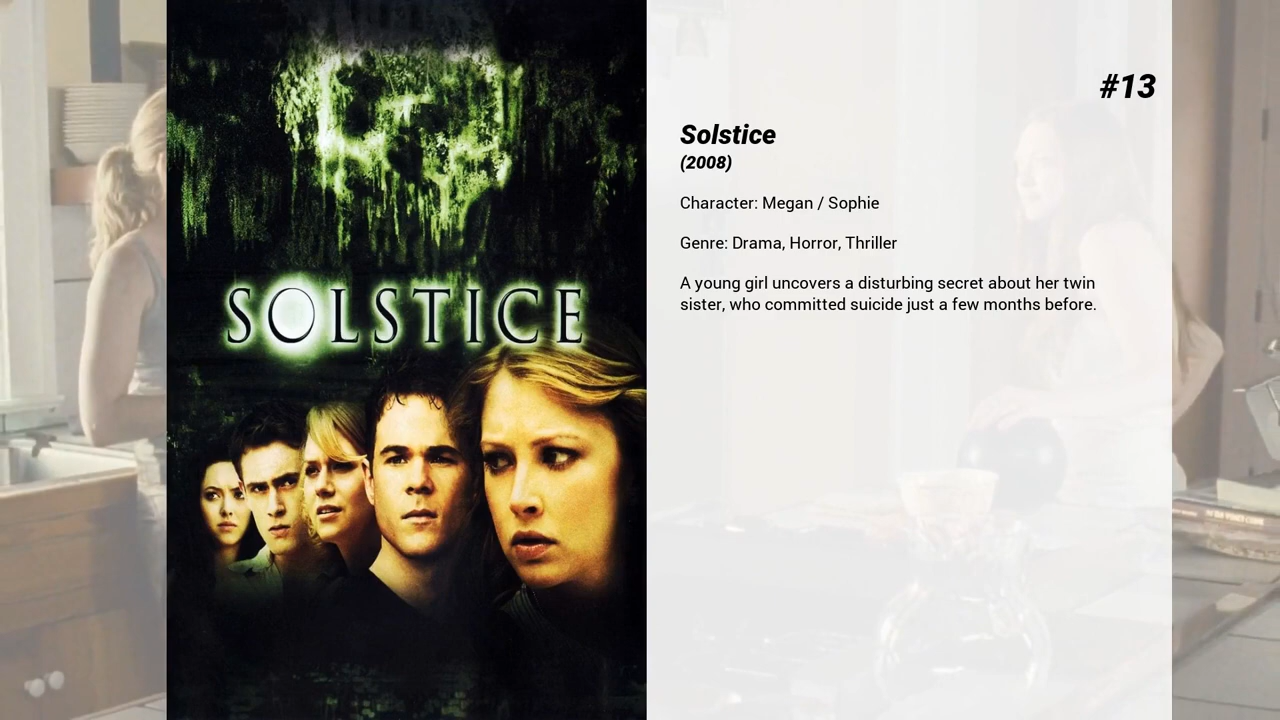 SOLSTICE
#13
Solstice
(2008)
Character: Megan / Sophie
Genre: Drama, Horror, Thriller
A young girl uncovers a disturbing secret about her twin
sister, who committed suicide just a few months before.